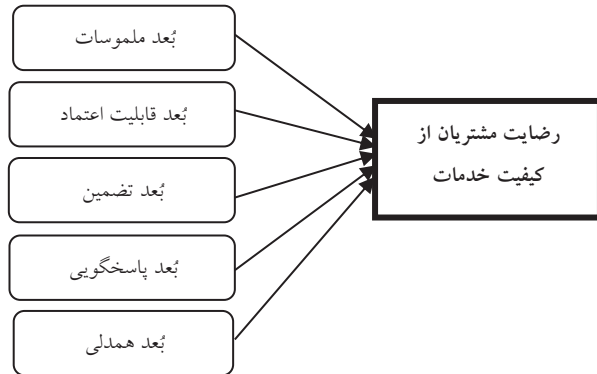 بُعد ملموسات
بُعد قابلیت اعتماد
بُعد تضمین
بُعد پاسخگویی
بُعد همدلی
رضایت مشتریان از
کیفیت خدمات